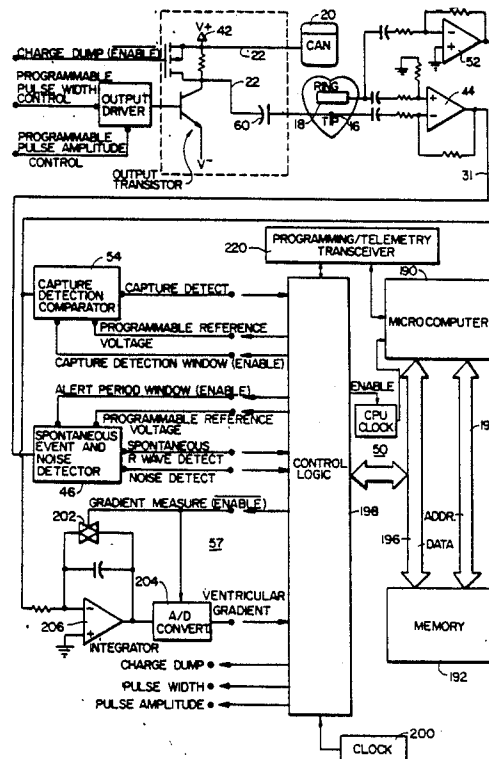 V+
42
20
CAN
22
CHARGE DUMP (ENABLE)
PROGRAMMABLE
PULSE WIDTH
CONTROL
OUTPUT
DRIVER
22
60
RING
TIP
18
46
52
44
PROGRAMMABLE
PULSE AMPLITUDE
CONTROL
OUTPUT
TRANSISTOR
V-
31
220
PROGRAMMING/TELEMETRY
TRANSCEIVER
190
54
CAPTURE
DETECTION
COMPARATOR
CAPTURE DETECT
MICROCOMPUTER
PROGRAMMABLE REFERENCE
VOLTAGE
CAPTURE DETECTION WINDOW (ENABLE)
ALERT PERIOD WINDOW (ENABLE)
ENABLE
CPU
CLOCK
PROGRAMMABLE REFERENCE
VOLTAGE
SPONTANEOUS
EVENT AND
NOISE
DETECTOR
SPONTANEOUS
R WAVE DETECT
NOISE DETECT
50
CONTROL
LOGIC
46
GRADIENT MEASURE (ENABLE)
198
202
57
196
ADDR.
DATA
204
A/D
CONVERT
VENTRICULAR
GRADIENT
206
INTEGRATOR
MEMORY
CHARGE DUMP
192
PULSE WIDTH
PULSE AMPLITUDE
200
CLOCK